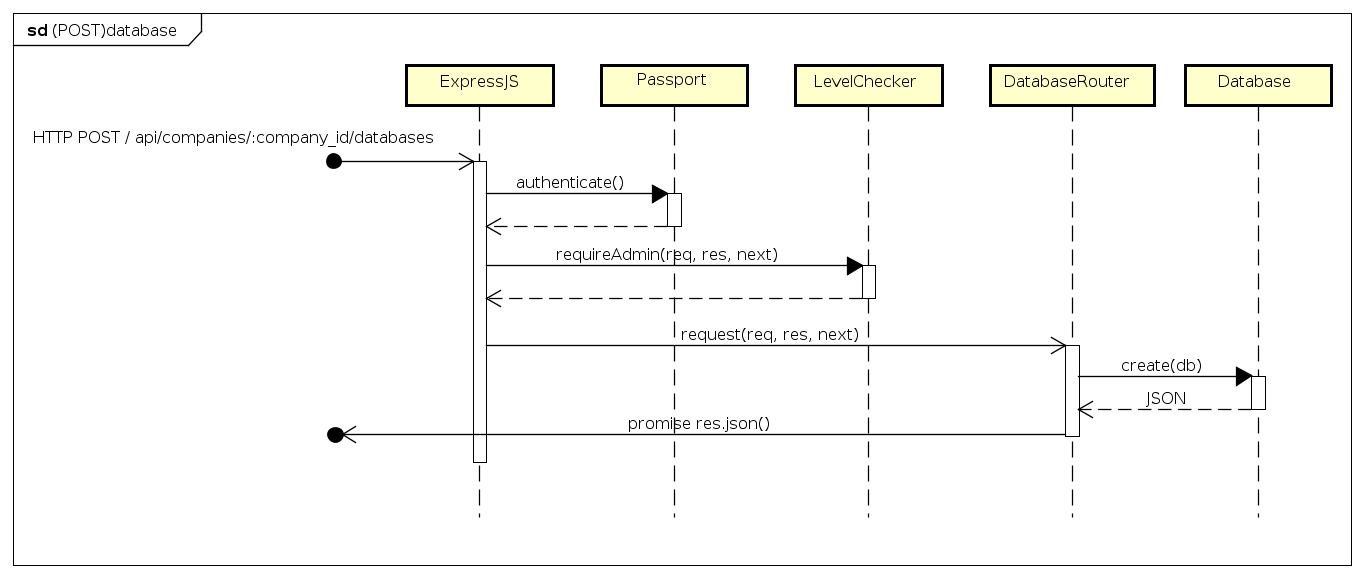 sd (POST)database
ExpressJS
Passport
LevelChecker
DatabaseRouter
Database
HTTP POST / api/companies/:company_id/databases
authenticate()
requireAdmin(req, res, next)
request(req, res, next)
create(db)
JSON
promise res.json()